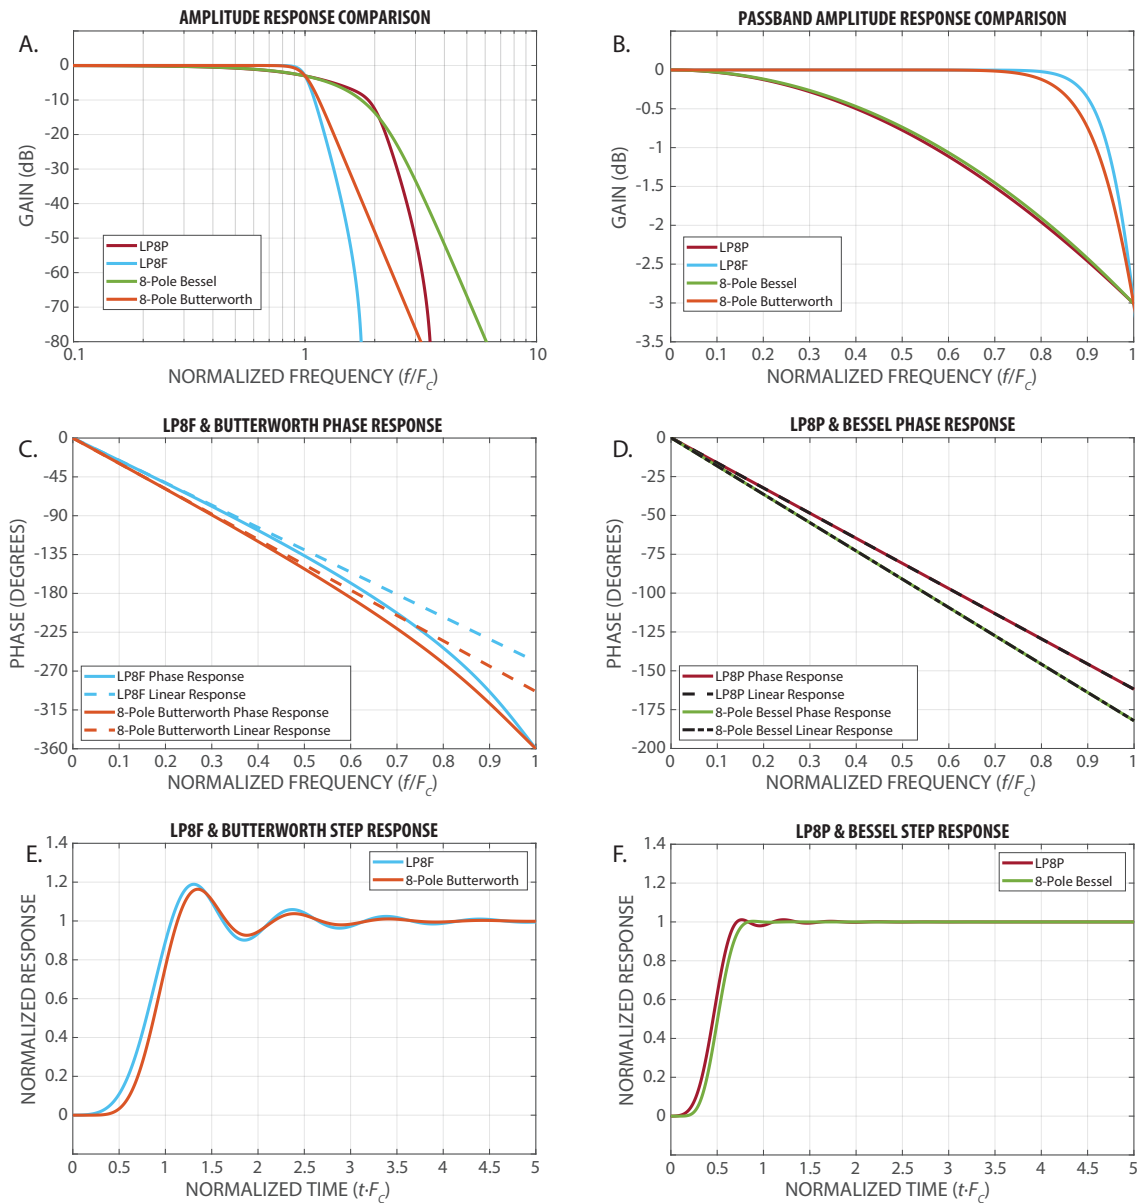 AMPLITUDE RESPONSE COMPARISON
A.
0
-10
-20
-30
-40
-50
-60
-70
-80
GAIN (dB)
LP8P
LP8F
8-Pole Bessel
8-Pole Butterworth
0.1
1
10
NORMALIZED FREQUENCY (f/FC)
PASSBAND AMPLITUDE RESPONSE COMPARISON
B.
0
-0.5
-1
-1.5
-2
-2.5
-3
-3.5
GAIN (dB)
LP8P
LP8F
8-Pole Bessel
8-Pole Butterworth
0 0.1 0.2 0.3 0.4 0.5 0.6 0.7 0.8 0.9 1
NORMALIZED FREQUENCY (f/FC)
LP8F & BUTTERWORTH PHASE RESPONSE
C.
0
-45
-90
-135
-180
-225
-270
-315
-360
PHASE (DEGREES)
LP8F Phase Response
LP8F Linear Response
8-Pole Butterworth Phase Response
8-Pole Butterworth Linear Response
0 0.1 0.2 0.3 0.4 0.5 0.6 0.7 0.8 0.9 1
NORMALIZED FREQUENCY (f/FC)
LP8P & BESSEL PHASE RESPONSE
D.
0
-25
-50
-75
-100
-125
-150
-175
-200
PHASE (DEGREES)
LP8P Phase Response
LP8P Linear Response
8-Pole Bessel Phase Response
8-Pole Bessel Linear Response
0 0.1 0.2 0.3 0.4 0.5 0.6 0.7 0.8 0.9 1
NORMALIZED FREQUENCY (f/FC)
LP8F & BUTTERWORTH STEP RESPONSE
E.
1.4
1.2
1
0.8
0.6
0.4
0.2
0
NORMALIZED RESPONSE
LP8F
8-Pole Butterworth
0 0.5 1 1.5 2 2.5 3 3.5 4 4.5 5
NORMALIZED TIME (t·FC)
LP8P & BESSEL STEP RESPONSE
F.
1.4
1.2
1
0.8
0.6
0.4
0.2
0
NORMALIZED RESPONSE
LP8P
8-Pole Bessel
0 0.5 1 1.5 2 2.5 3 3.5 4 4.5 5
NORMALIZED TIME (t·FC)